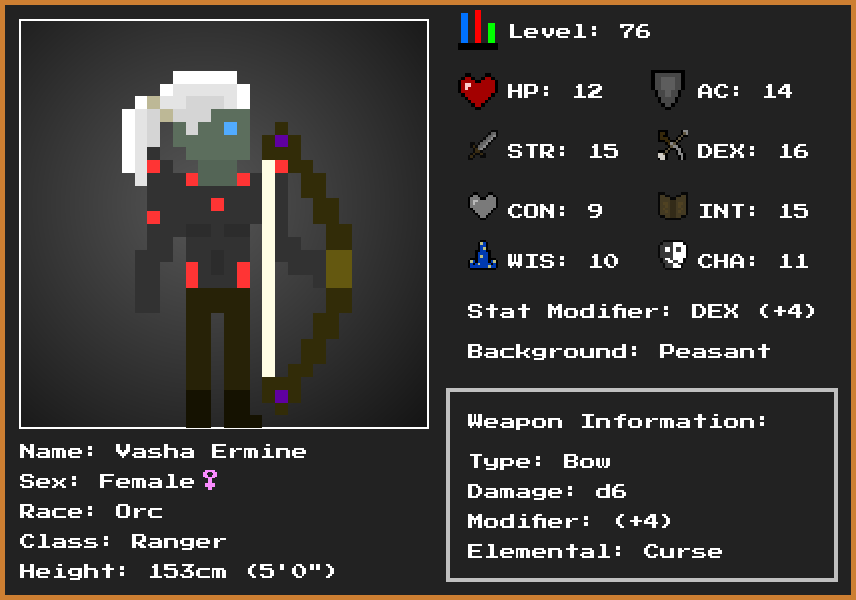 Level: 76
HP: 12
AC: 14
STR: 15
DEX: 16
CON: 9
INT: 15
WIS: 10
CHA: 11
Stat Modifier: DEX (+4)
Background: Peasant
Weapon Information:
Type: Bow
Damage: d6
Modifier: (+4)
Elemental: Curse
Name: Vasha Ermine
Sex: Female♀
Race: Orc
Class: Ranger
Height: 153cm (5'0")